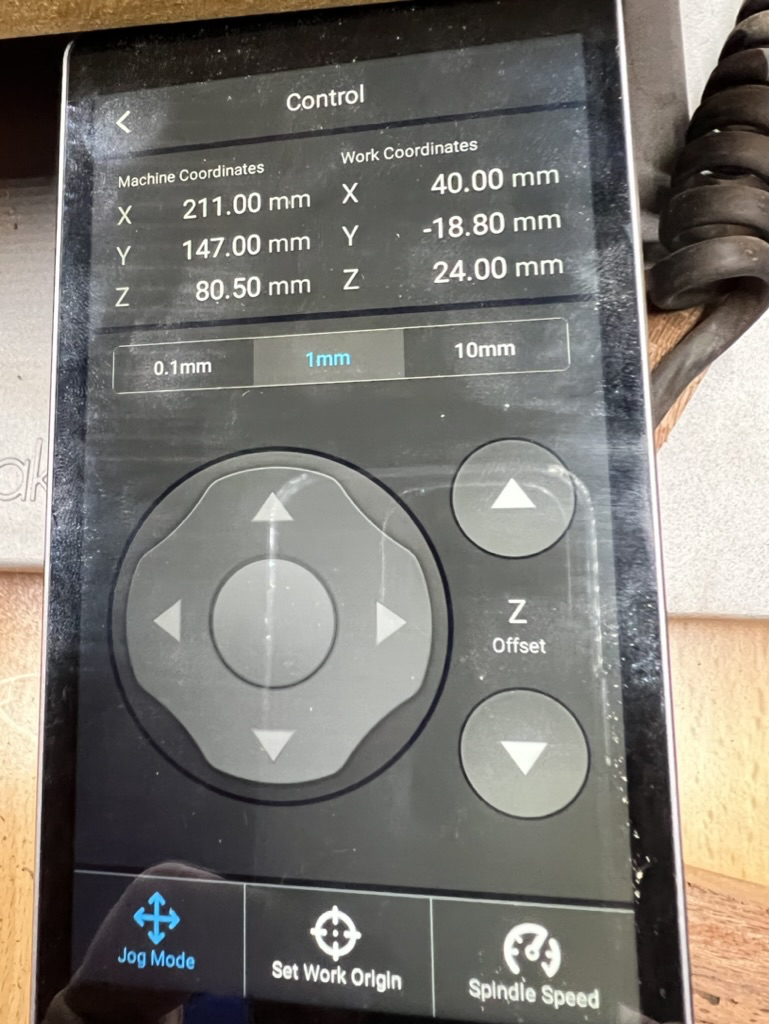 Control
Machine Coordinates
X 211.00 mm
Y 147.00 mm
Z 80.50 mm
Work Coordinates
X 40.00 mm
Y -18.80 mm
Z 24.00 mm
0.1mm 1mm 10mm
Z
Offset
Jog Mode
Set Work Origin
Spindle Speed